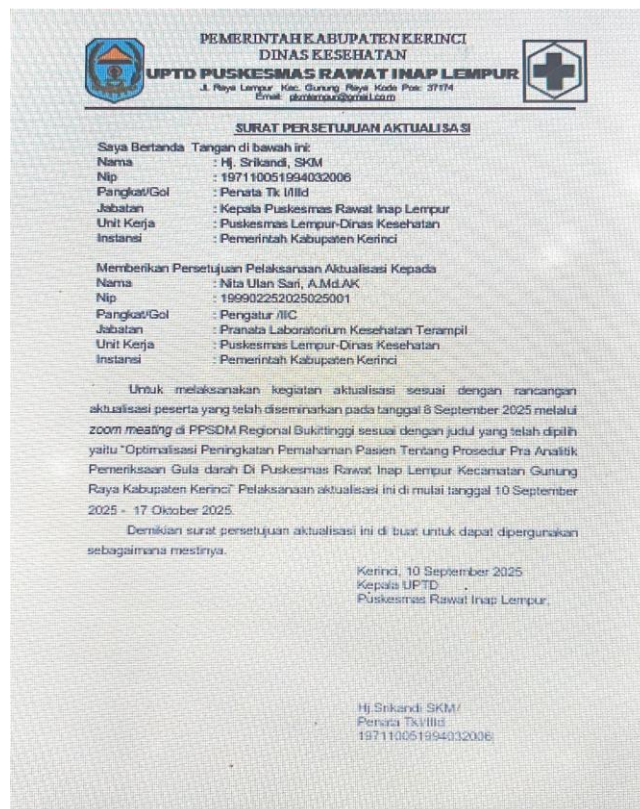 PEMERINTAH KABUPATEN KERINCI
DINAS KESEHATAN
UPTD PUSKESMAS RAWAT INAP LEMPUR
Jl. Raya Lempur Kec. Gunung Raya Kode Pos: 37174
Email: pkmlempur@gmail.com
SURAT PERSETUJUAN AKTUALISASI
Saya Bertanda Tangan di bawah ini:
Nama : Hj. Srikandi, SKM
Nip : 197110051994032006
Pangkat/Gol : Penata Tk I/IIId
Jabatan : Kepala Puskesmas Rawat Inap Lempur
Unit Kerja : Puskesmas Lempur-Dinas Kesehatan
Instansi : Pemerintah Kabupaten Kerinci
Memberikan Persetujuan Pelaksanaan Aktualisasi Kepada
Nama : Nita Ulan Sari, A.Md.AK
Nip : 199902252025025001
Pangkat/Gol : Pengatur /IIC
Jabatan : Pranata Laboratorium Kesehatan Terampil
Unit Kerja : Puskesmas Lempur-Dinas Kesehatan
Instansi : Pemerintah Kabupaten Kerinci
Untuk melaksanakan kegiatan aktualisasi sesuai dengan rancangan
aktualisasi peserta yang telah diseminarkan pada tanggal 8 September 2025 melalui
zoom meating di PPSDM Regional Bukittinggi sesuai dengan judul yang telah dipilih
yaitu "Optimalisasi Peningkatan Pemahaman Pasien Tentang Prosedur Pra Analitik
Pemeriksaan Gula darah Di Puskesmas Rawat Inap Lempur Kecamatan Gunung
Raya Kabupaten Kerinci" Pelaksanaan aktualisasi ini di mulai tanggal 10 September
2025 - 17 Oktober 2025.
Demikian surat persetujuan aktualisasi ini di buat untuk dapat dipergunakan
sebagaimana mestinya.
Kerinci, 10 September 2025
Kepala UPTD
Puskesmas Rawat Inap Lempur,
Hj.Srikandi SKM/
Penata TkI/IIId
197110051994032006